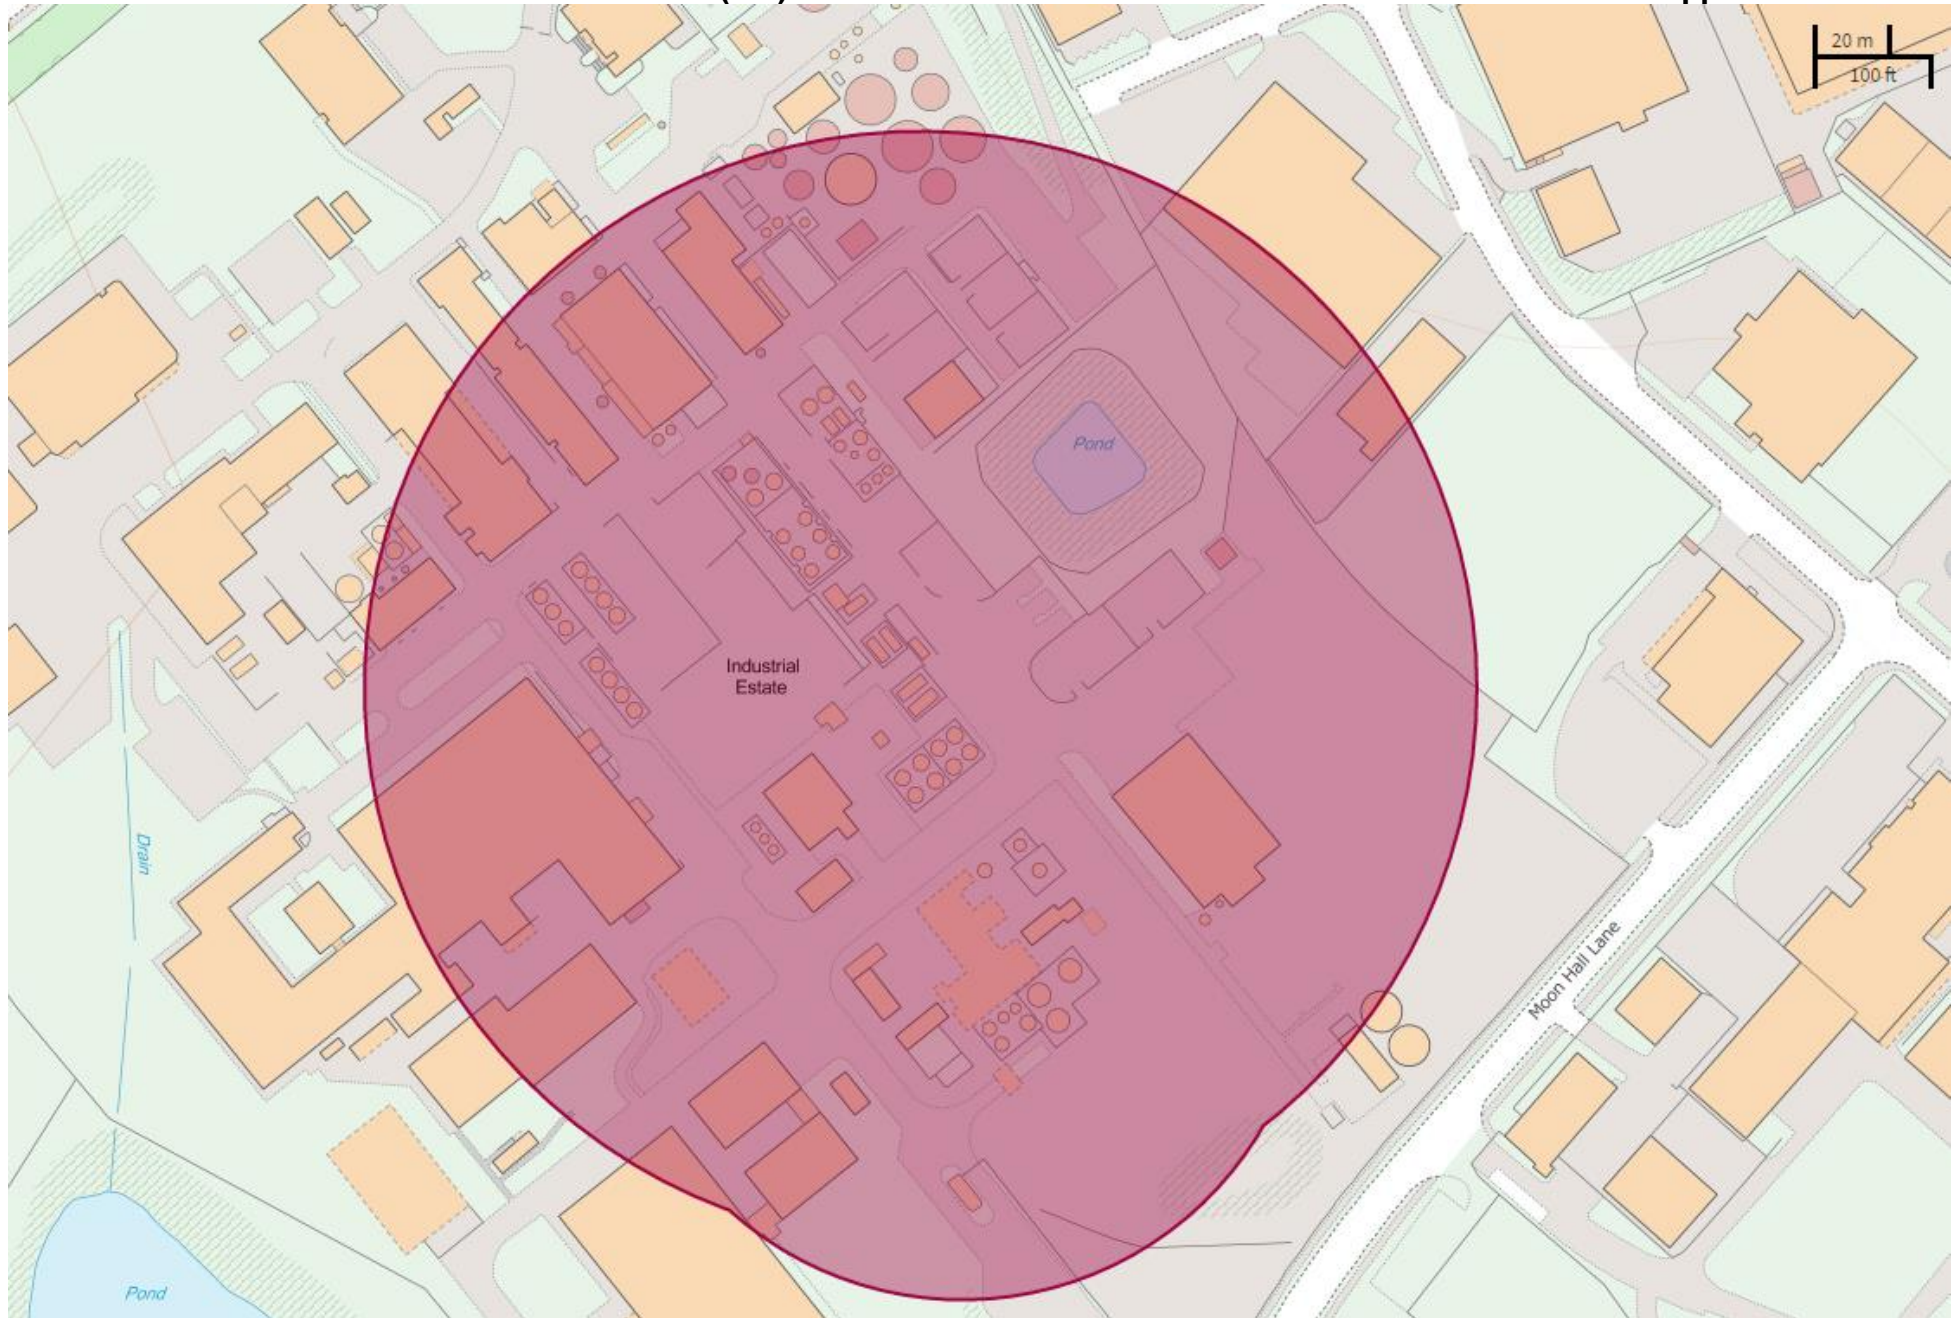 20 m
100 ft
Pond
Industrial
Estate
Drain
Moon Hall Lane
Pond